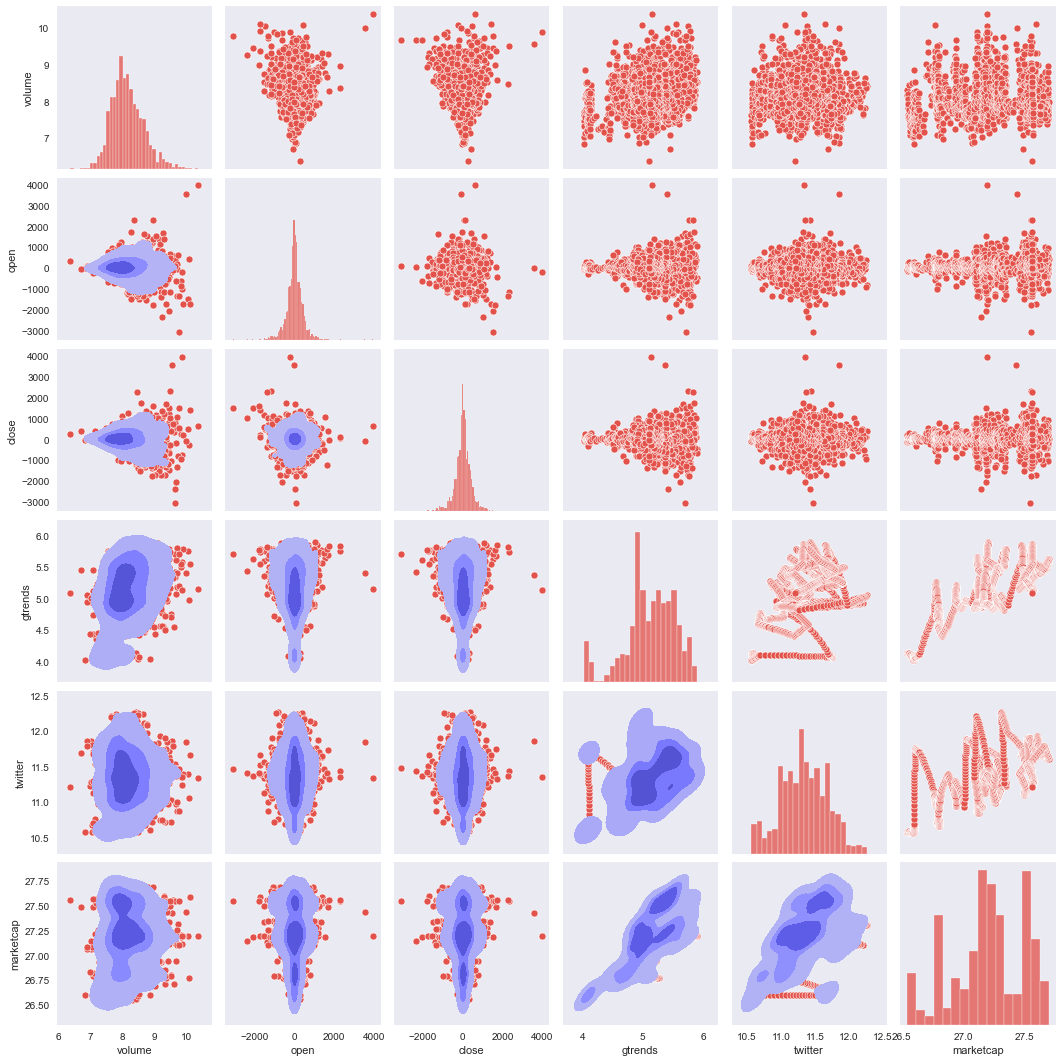 volume
10
9
8
7
open
4000
3000
2000
1000
0
−1000
−2000
−3000
close
4000
3000
2000
1000
0
−1000
−2000
−3000
gtrends
6.0
5.5
5.0
4.5
4.0
twitter
12.5
12.0
11.5
11.0
10.5
marketcap
27.75
27.50
27.25
27.00
26.75
26.50
6 7 8 9 10
−2000 0 2000 4000
−2000 0 2000 4000
4 5 6
10.5 11.0 11.5 12.0 12.5
26.5 27.0 27.5
volume open close gtrends twitter marketcap